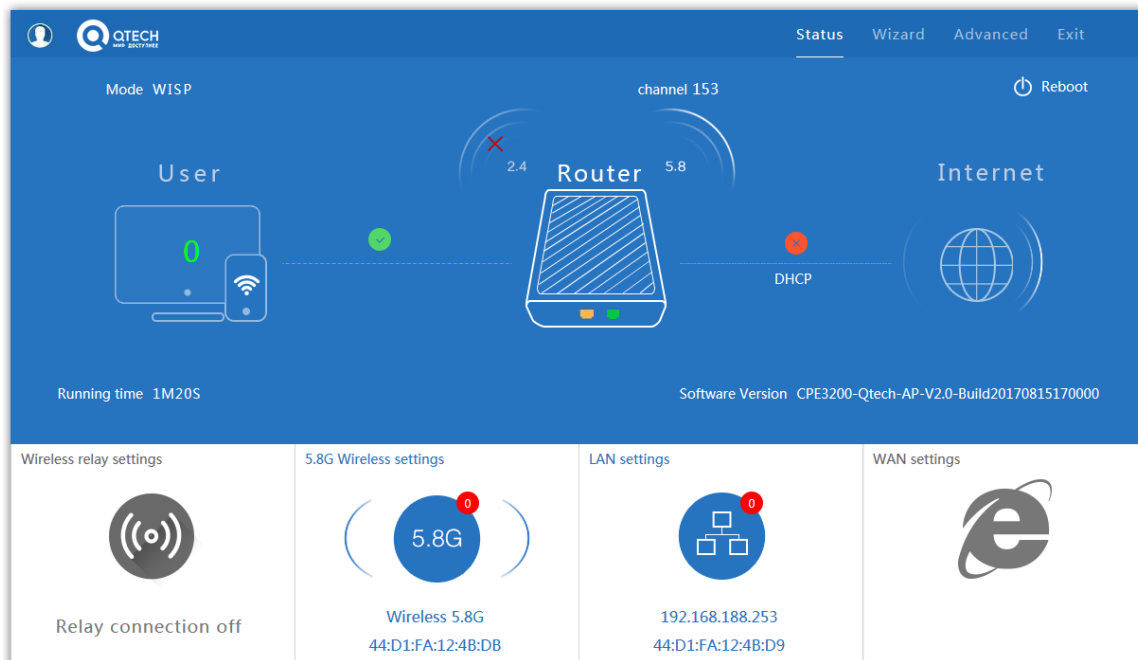 QTECH
МИР ДОСТУПНЕЕ
Status Wizard Advanced Exit
Mode WISP
channel 153
Reboot
2.4
5.8
User
Router
Internet
0
DHCP
Running time 1M20S
Software Version CPE3200-Qtech-AP-V2.0-Build20170815170000
Wireless relay settings
5.8G Wireless settings
LAN settings
WAN settings
0
0
5.8G
Relay connection off
Wireless 5.8G
44:D1:FA:12:4B:DB
192.168.188.253
44:D1:FA:12:4B:D9